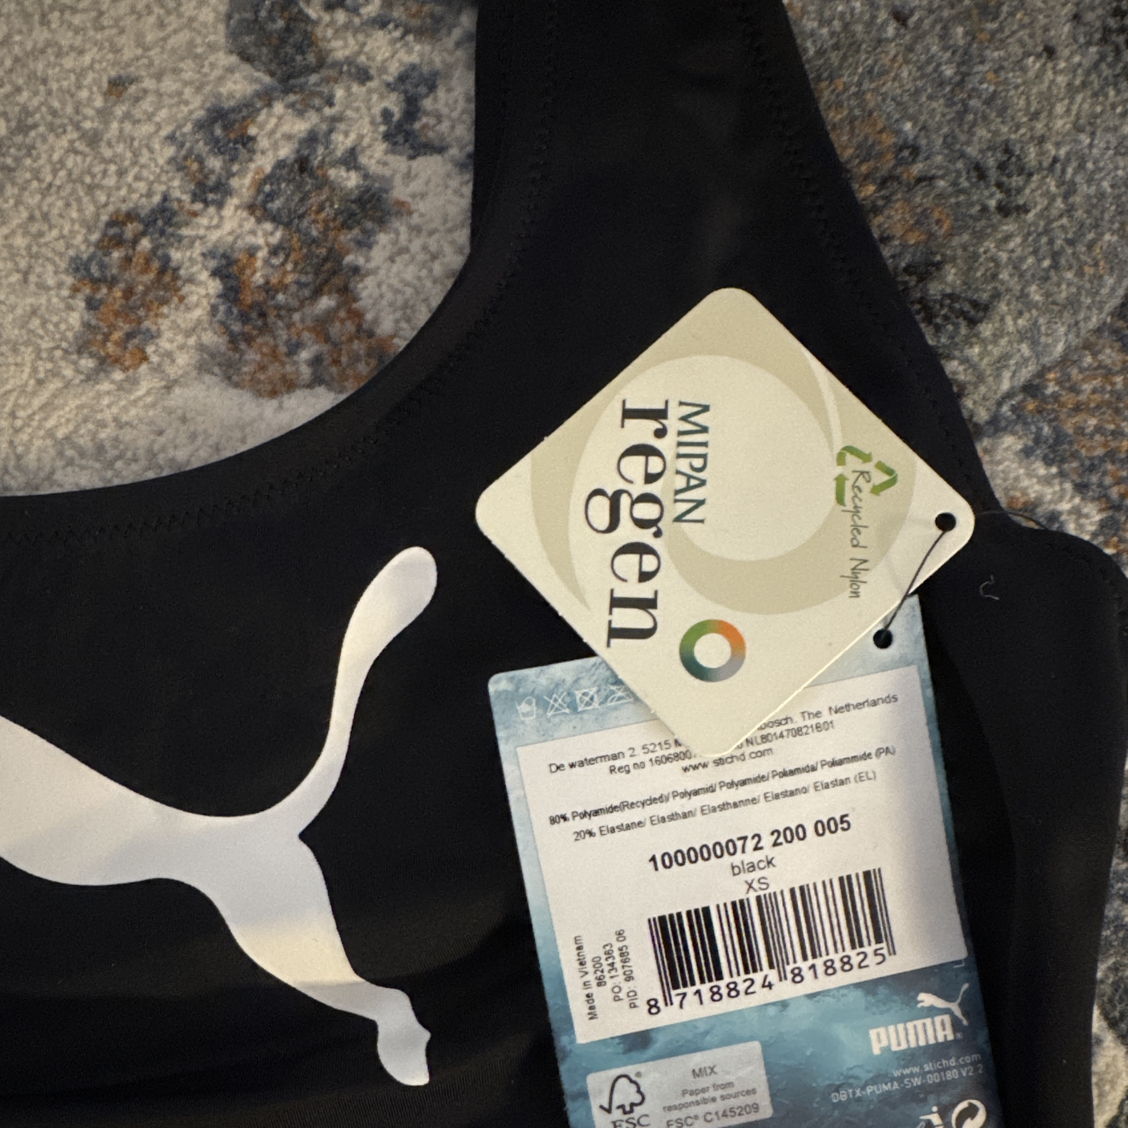 MIPAN
regen
Recycled Nylon
De waterman 2, 5215 bosch, The Netherlands
Reg no 1606800 NL801470821B01
www.stichd.com
80% Polyamide(Recycled)/ Polyamid/ Polyamide/ Poliamida/ Poliammide (PA)
20% Elastane/ Elasthan/ Elasthanne/ Elastano/ Elastan (EL)
100000072 200 005
black
XS
8 718824 818825
Made in Vietnam
86200
PO: 134363
PID: 907685 06
PUMA
www.stichd.com
OBTX-PUMA-SW-00180 V2.2
FSC
MIX
Paper from
responsible sources
FSC® C145209